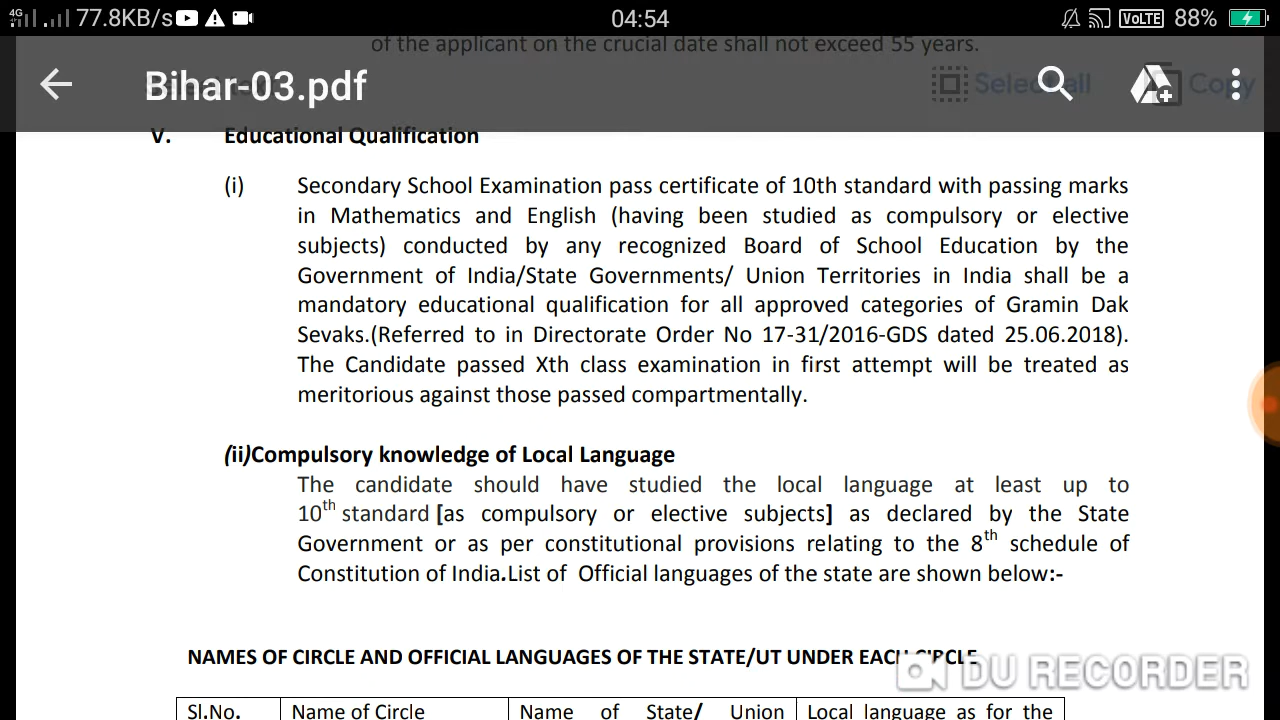 4G 77.8KB/s 04:54 VoLTE 88%
of the applicant on the crucial date shall not exceed 55 years.
Bihar-03.pdf Select all Copy
V. Educational Qualification
(i) Secondary School Examination pass certificate of 10th standard with passing marks
in Mathematics and English (having been studied as compulsory or elective
subjects) conducted by any recognized Board of School Education by the
Government of India/State Governments/ Union Territories in India shall be a
mandatory educational qualification for all approved categories of Gramin Dak
Sevaks.(Referred to in Directorate Order No 17-31/2016-GDS dated 25.06.2018).
The Candidate passed Xth class examination in first attempt will be treated as
meritorious against those passed compartmentally.
(ii)Compulsory knowledge of Local Language
The candidate should have studied the local language at least up to
10th standard [as compulsory or elective subjects] as declared by the State
Government or as per constitutional provisions relating to the 8th schedule of
Constitution of India.List of Official languages of the state are shown below:-
NAMES OF CIRCLE AND OFFICIAL LANGUAGES OF THE STATE/UT UNDER EACH CIRCLE
DU RECORDER
Sl.No. Name of Circle Name of State/ Union Local language as for the